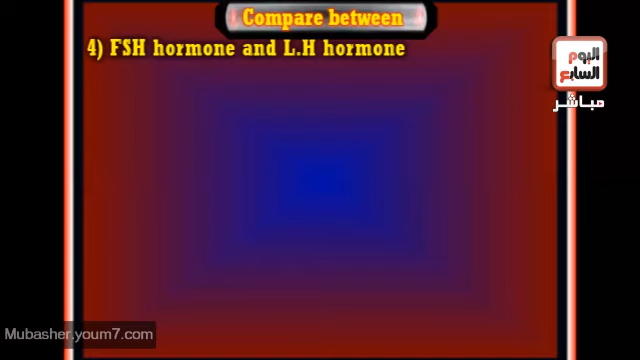 Compare between
4) FSH hormone and L.H hormone
اليوم
السابع
مباشر
Mubasher.youm7.com